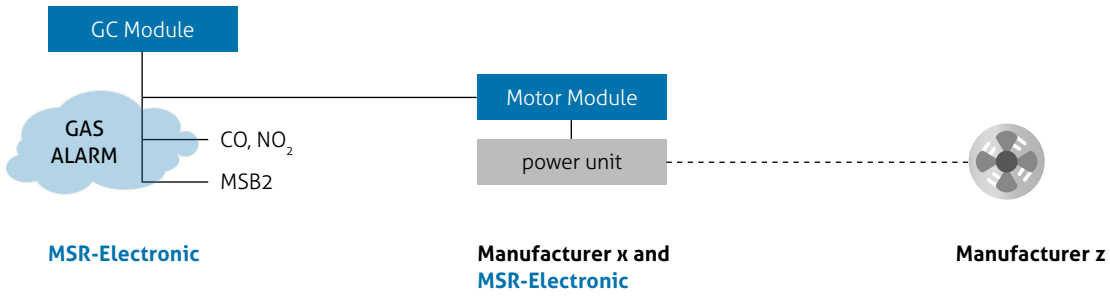 GC Module
Motor Module
GAS
ALARM
CO, NO₂
power unit
MSB2
MSR-Electronic
Manufacturer x and
MSR-Electronic
Manufacturer z